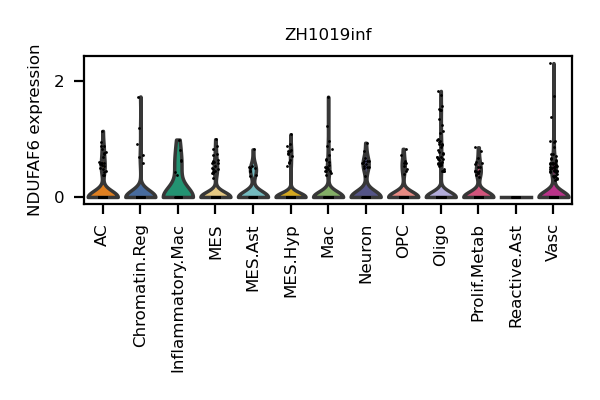 ZH1019inf
NDUFAF6 expression
2
0
AC
Chromatin.Reg
Inflammatory.Mac
MES
MES.Ast
MES.Hyp
Mac
Neuron
OPC
Oligo
Prolif.Metab
Reactive.Ast
Vasc